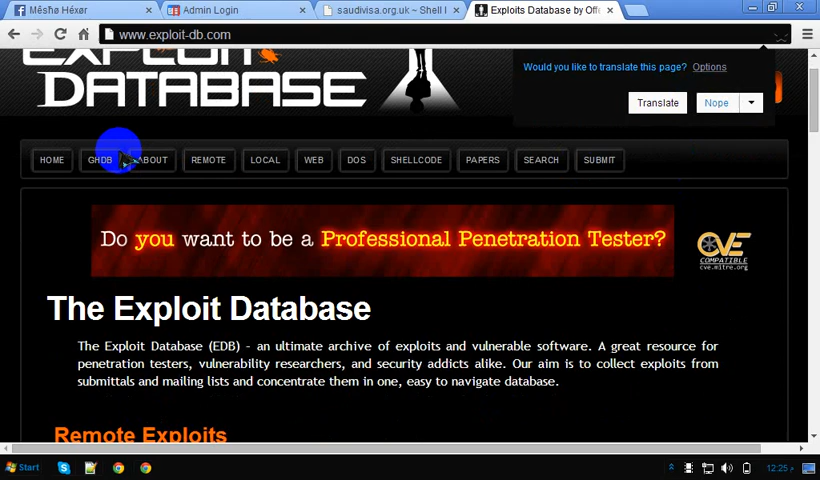 Mêsħø Héxør
Admin Login
saudivisa.org.uk ~ Shell I
Exploits Database by Offe
www.exploit-db.com
EXPLOIT
DATABASE
Would you like to translate this page? Options
Translate Nope
HOME GHDB ABOUT REMOTE LOCAL WEB DOS SHELLCODE PAPERS SEARCH SUBMIT
Do you want to be a Professional Penetration Tester?
CVE
COMPATIBLE
cve.mitre.org
The Exploit Database
The Exploit Database (EDB) – an ultimate archive of exploits and vulnerable software. A great resource for
penetration testers, vulnerability researchers, and security addicts alike. Our aim is to collect exploits from
submittals and mailing lists and concentrate them in one, easy to navigate database.
Remote Exploits
Start
12:25 م